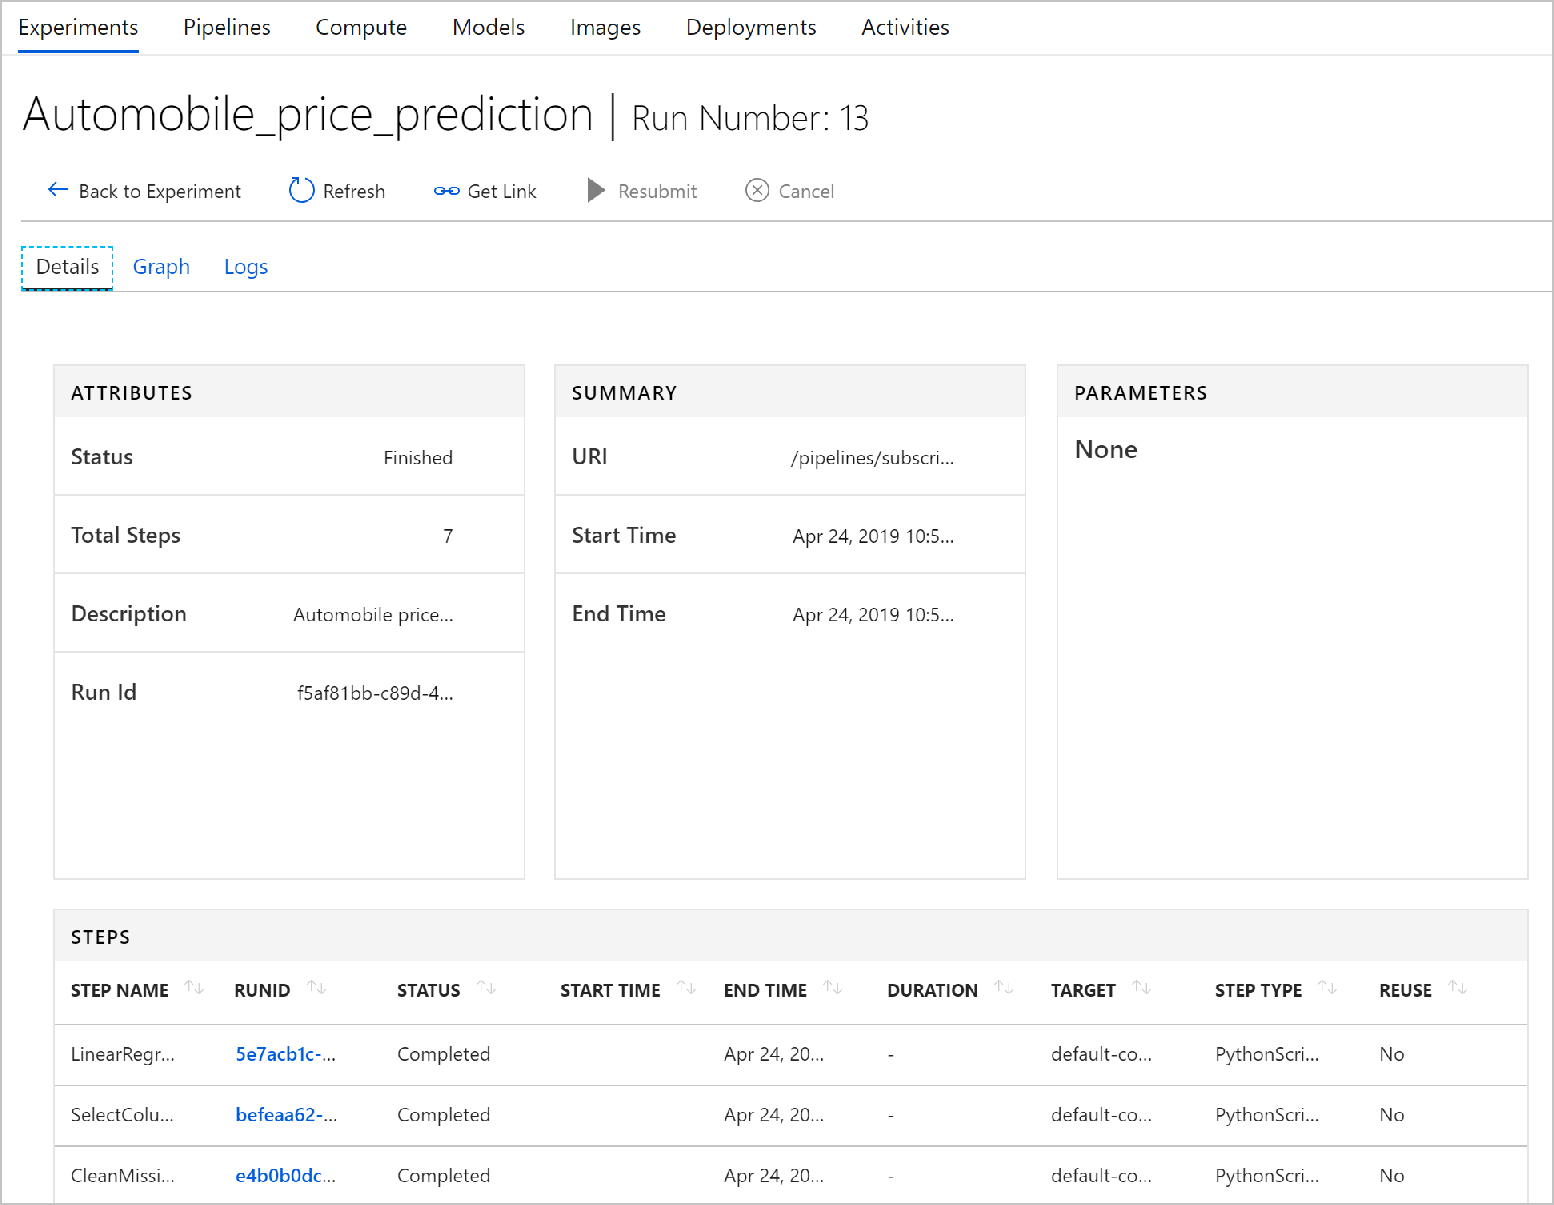 Experiments Pipelines Compute Models Images Deployments Activities
Automobile_price_prediction | Run Number: 13
Back to Experiment Refresh Get Link Resubmit Cancel
Details Graph Logs
ATTRIBUTES
Status Finished
Total Steps 7
Description Automobile price...
Run Id f5af81bb-c89d-4...
SUMMARY
URI /pipelines/subscri...
Start Time Apr 24, 2019 10:5...
End Time Apr 24, 2019 10:5...
PARAMETERS
None
STEPS
STEP NAME RUNID STATUS START TIME END TIME DURATION TARGET STEP TYPE REUSE
LinearRegr... 5e7acb1c-... Completed Apr 24, 20... - default-co... PythonScri... No
SelectColu... befeaa62-... Completed Apr 24, 20... - default-co... PythonScri... No
CleanMissi... e4b0b0dc... Completed Apr 24, 20... - default-co... PythonScri... No